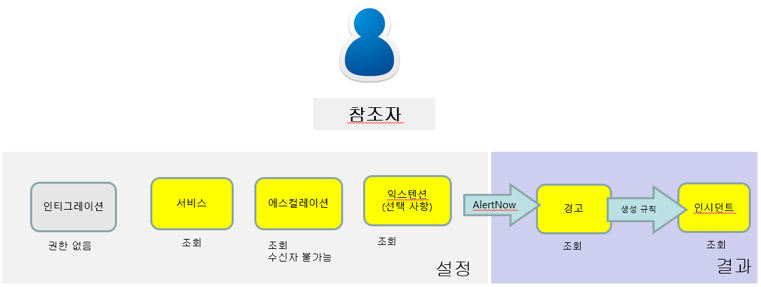 참조자
인티그레이션
서비스
에스컬레이션
익스텐션
(선택 사항)
AlertNow
경고
생성 규칙
인시던트
권한 없음
조회
조회
수신자 불가능
조회
조회
조회
설정
결과